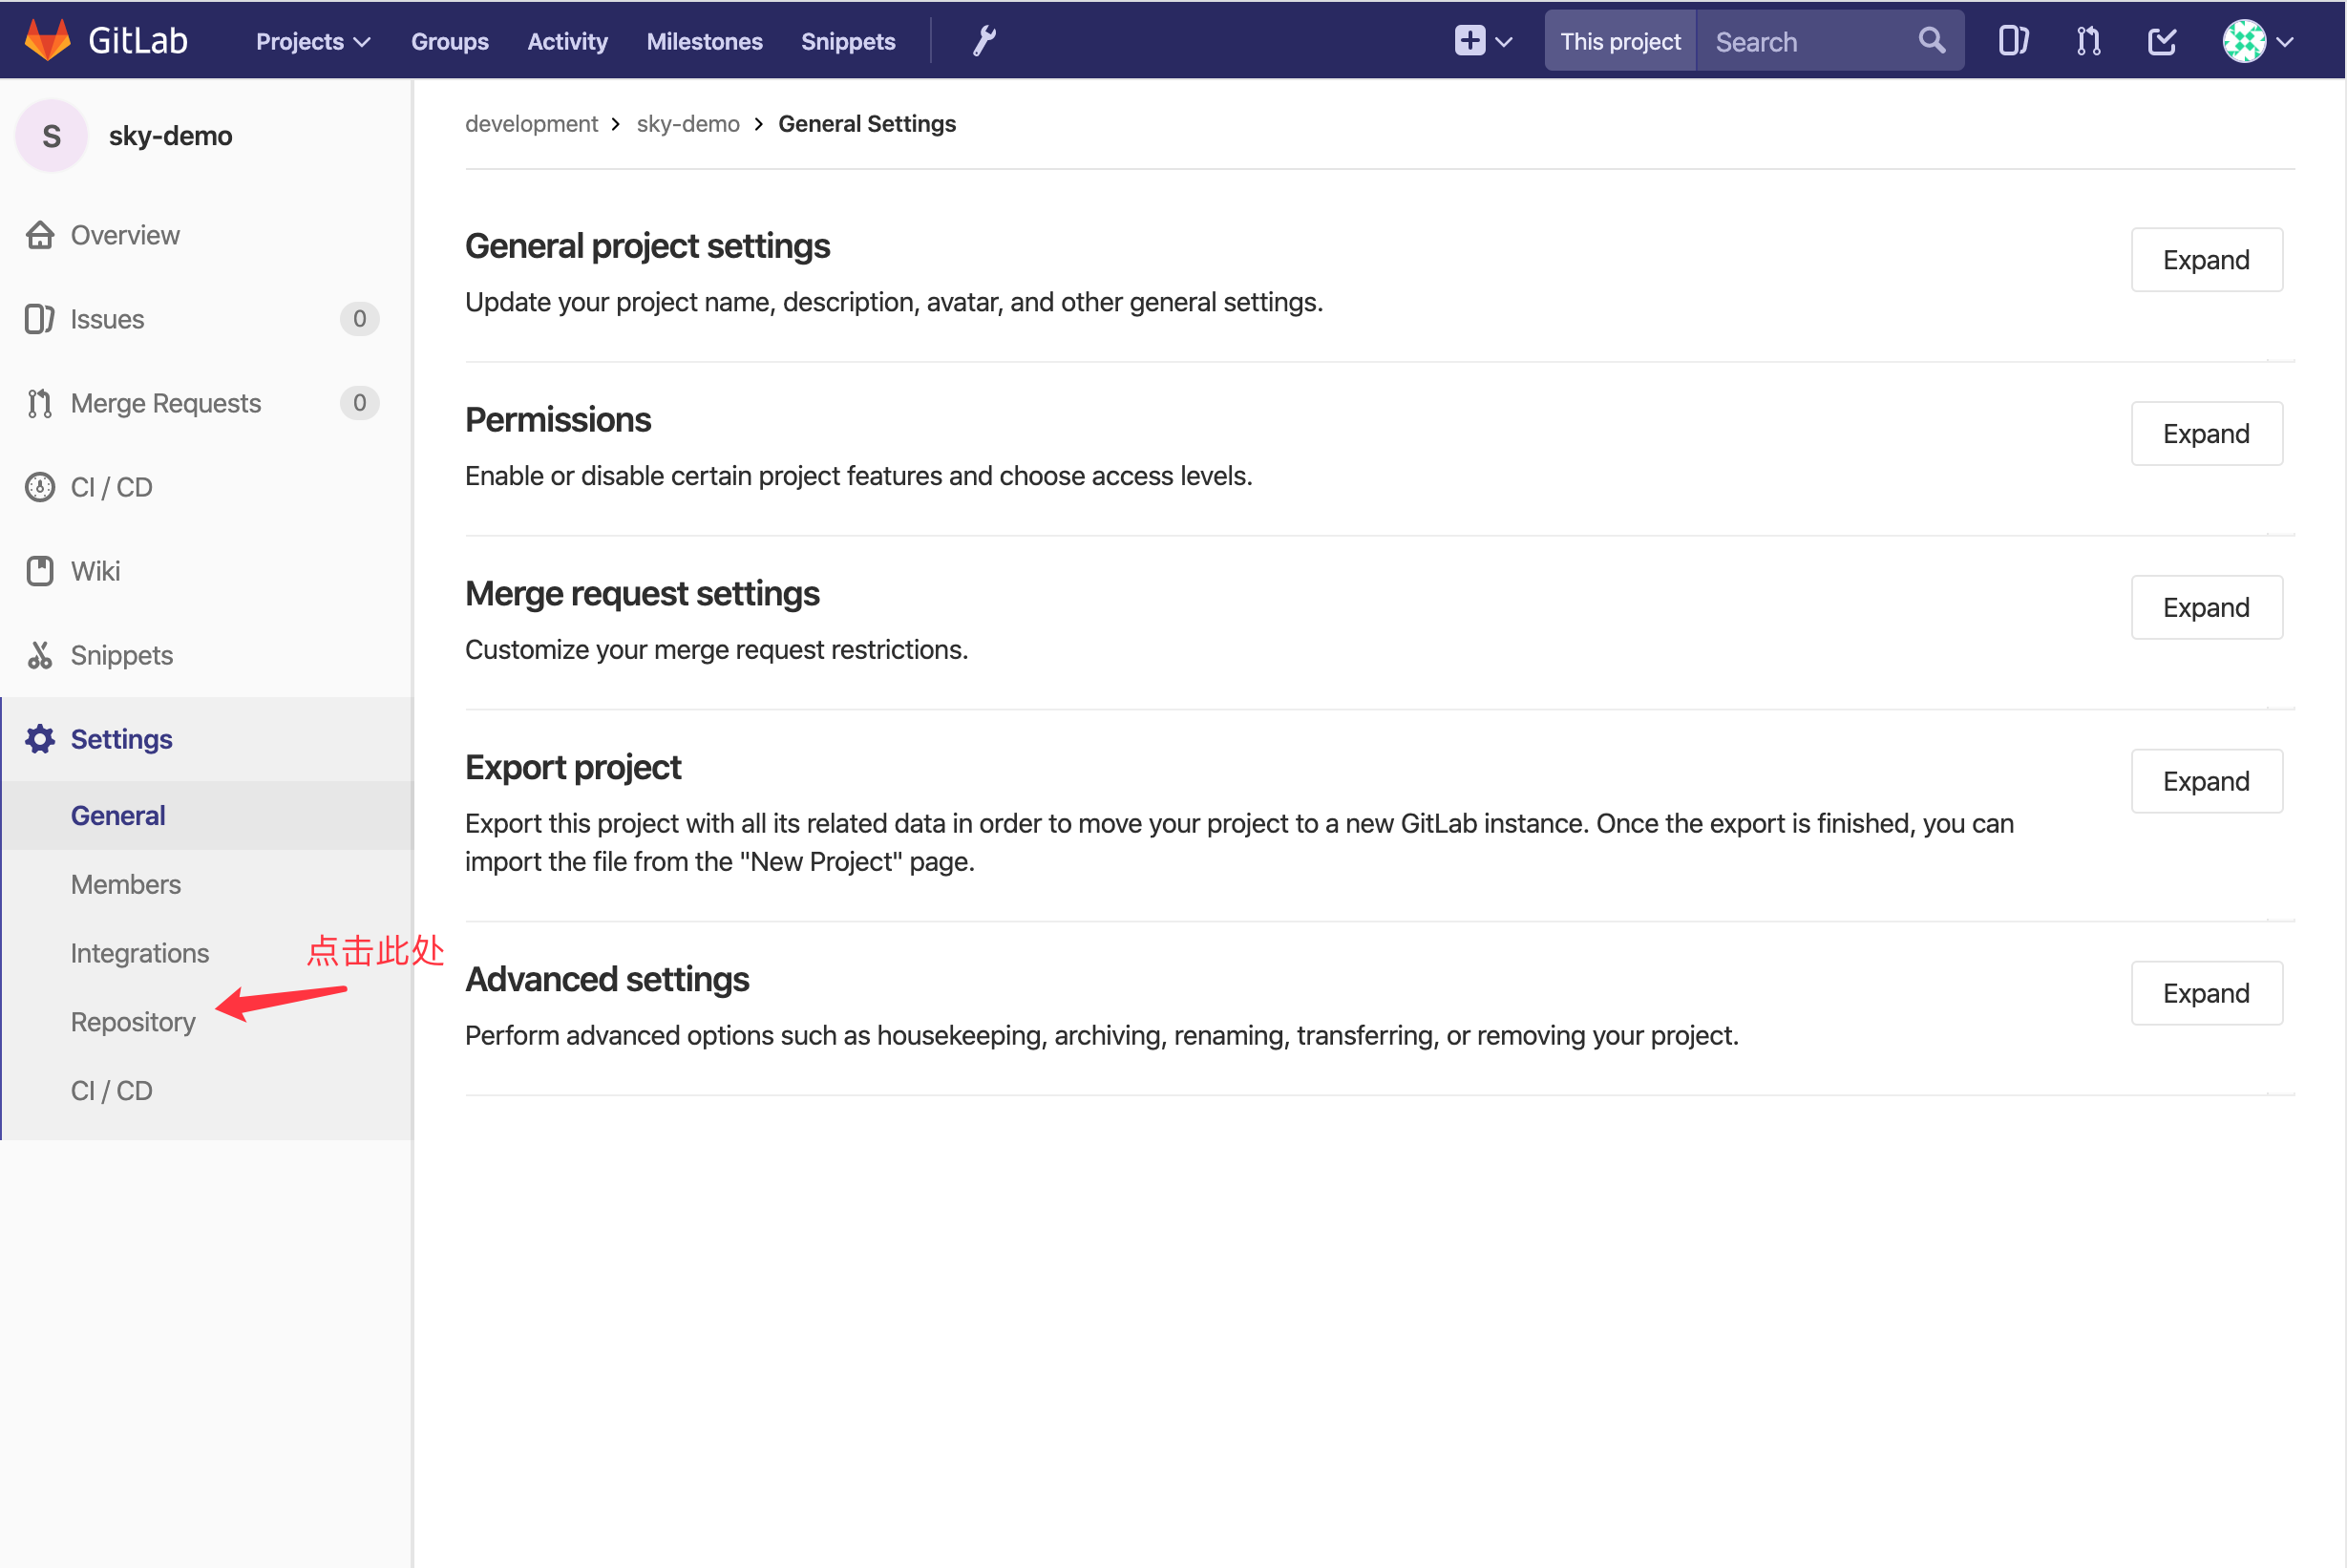 GitLab Projects Groups Activity Milestones Snippets This project Search
S sky-demo
Overview
Issues 0
Merge Requests 0
CI / CD
Wiki
Snippets
Settings
General
Members
Integrations
点击此处
Repository
CI / CD
development > sky-demo > General Settings
General project settings
Expand
Update your project name, description, avatar, and other general settings.
Permissions
Expand
Enable or disable certain project features and choose access levels.
Merge request settings
Expand
Customize your merge request restrictions.
Export project
Expand
Export this project with all its related data in order to move your project to a new GitLab instance. Once the export is finished, you can
import the file from the "New Project" page.
Advanced settings
Expand
Perform advanced options such as housekeeping, archiving, renaming, transferring, or removing your project.